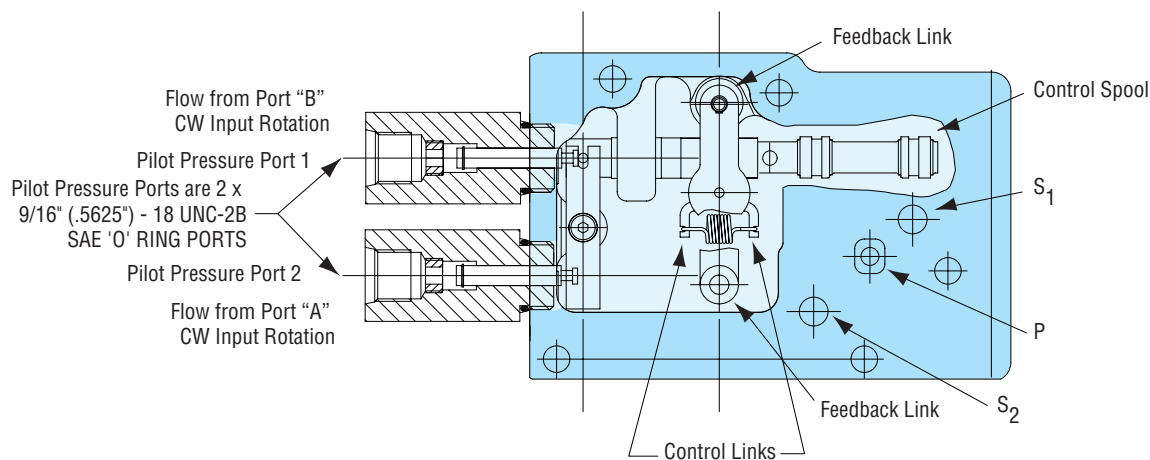 Feedback Link
Control Spool
Flow from Port “B”
CW Input Rotation
Pilot Pressure Port 1
Pilot Pressure Ports are 2 x
9/16" (.5625") - 18 UNC-2B
SAE 'O' RING PORTS
Pilot Pressure Port 2
Flow from Port “A”
CW Input Rotation
S1
P
S2
Feedback Link
Control Links